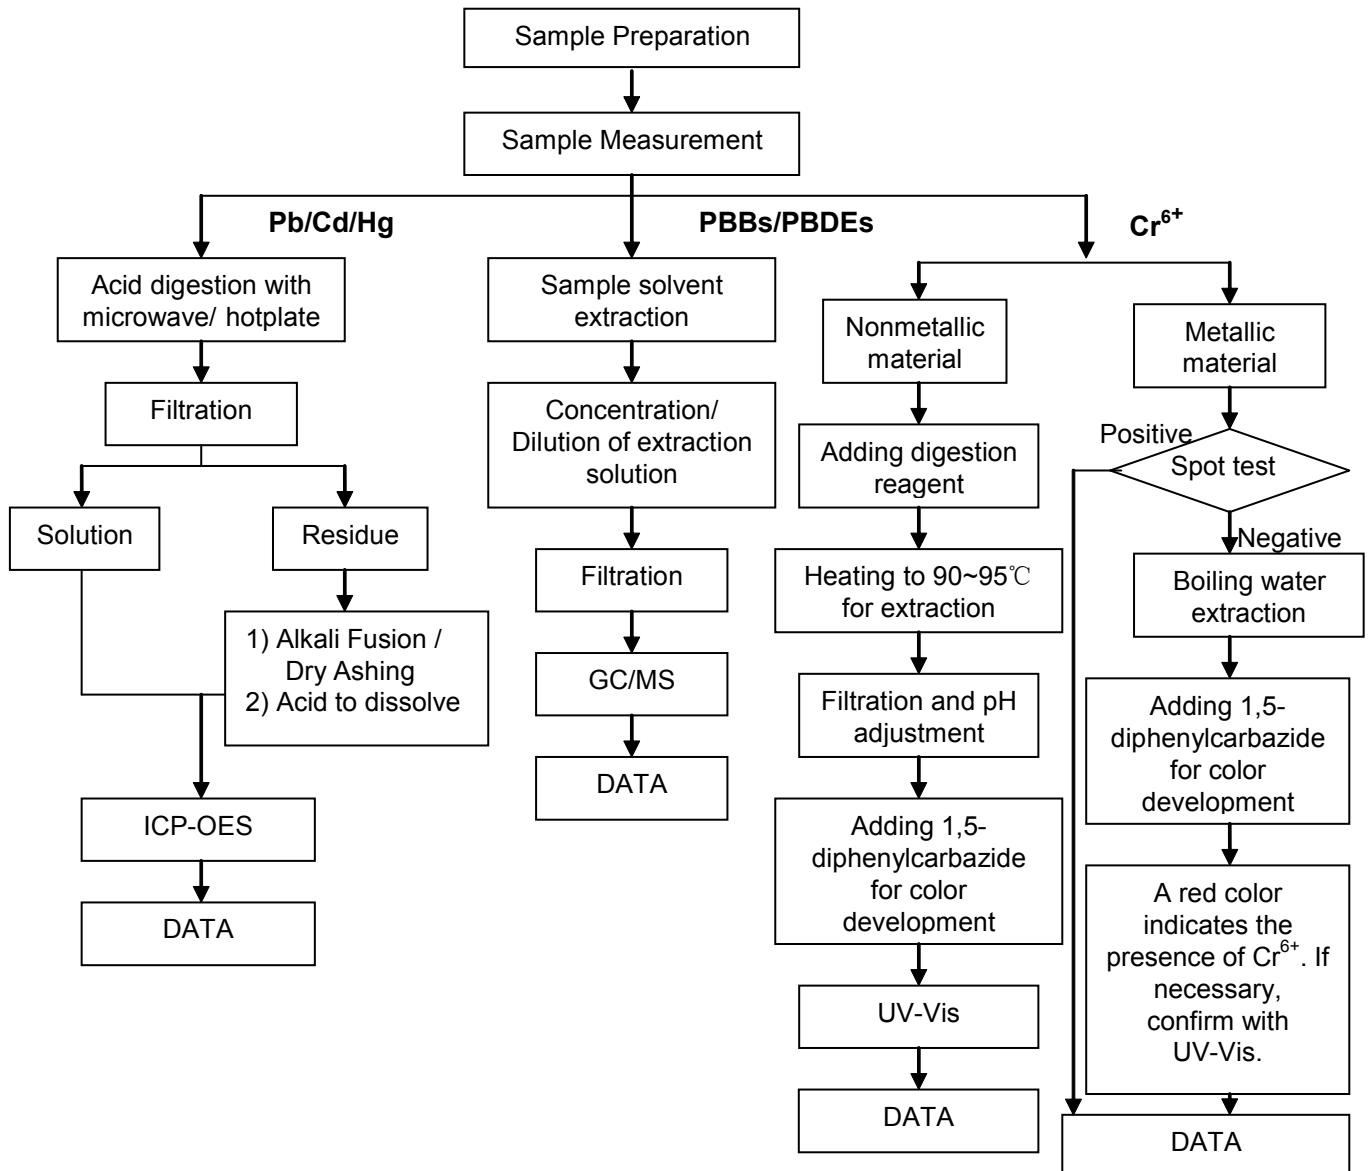 Sample Preparation
Sample Measurement
Pb/Cd/Hg
PBBs/PBDEs
Cr⁶⁺
Acid digestion with
microwave/ hotplate
Filtration
Solution
Residue
1) Alkali Fusion /
Dry Ashing
2) Acid to dissolve
ICP-OES
DATA
Sample solvent
extraction
Concentration/
Dilution of extraction
solution
Filtration
GC/MS
DATA
Nonmetallic
material
Adding digestion
reagent
Heating to 90~95℃
for extraction
Filtration and pH
adjustment
Adding 1,5-
diphenylcarbazide
for color
development
UV-Vis
DATA
Metallic
material
Positive
Spot test
Negative
Boiling water
extraction
Adding 1,5-
diphenylcarbazide
for color
development
A red color
indicates the
presence of Cr⁶⁺. If
necessary,
confirm with
UV-Vis.
DATA